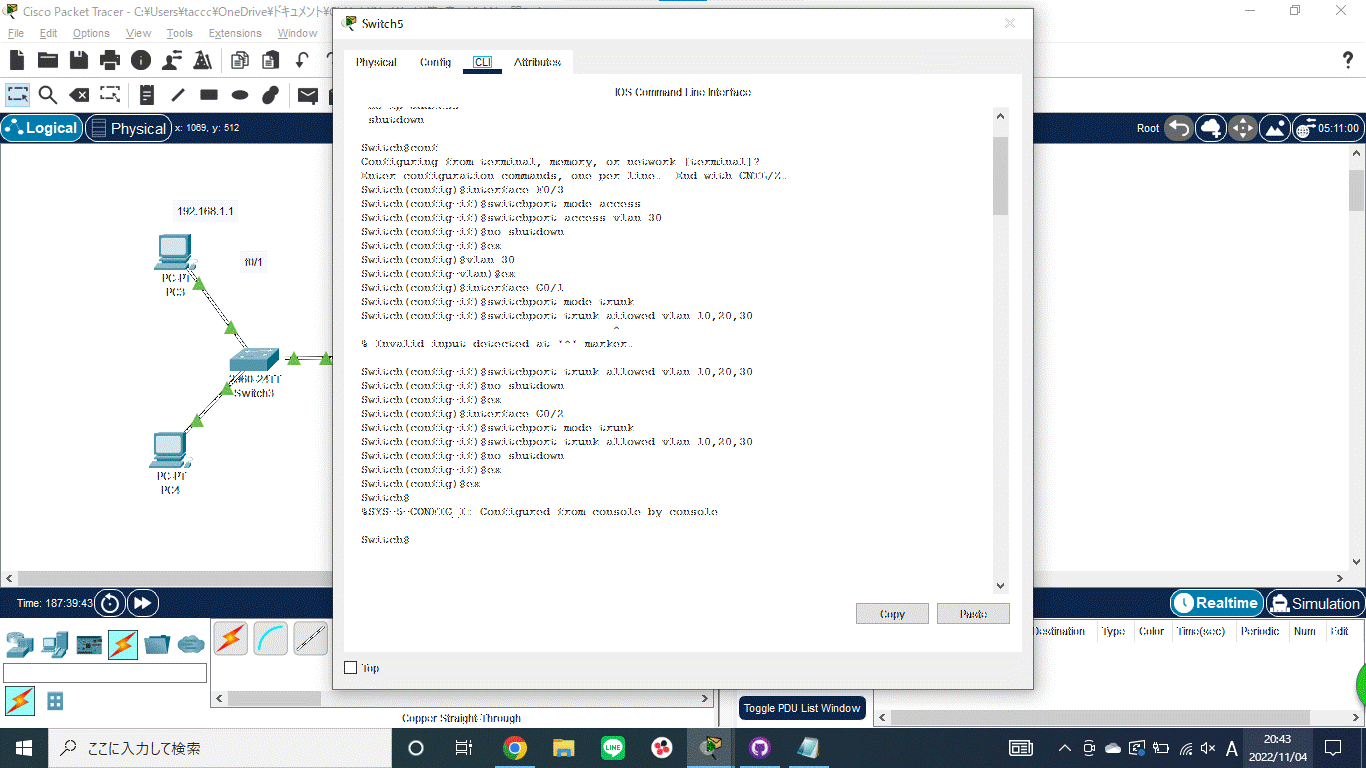 Cisco Packet Tracer - C:¥Users¥taccc¥OneDrive¥ドキュメント
Switch5
File Edit Options View Tools Extensions Window
Physical Config CLI Attributes
IOS Command Line Interface
Logical Physical x: 1069, y: 512
Root 05:11:00
shutdown
Switch#conf
Configuring from terminal, memory, or network [terminal]?
Enter configuration commands, one per line. End with CNTL/Z.
Switch(config)#interface F0/3
Switch(config-if)#switchport mode access
Switch(config-if)#switchport access vlan 30
Switch(config-if)#no shutdown
Switch(config-if)#ex
Switch(config)#vlan 30
Switch(config-vlan)#ex
Switch(config)#interface G0/1
Switch(config-if)#switchport mode trunk
Switch(config-if)#switchport trunk allowed vlan 10,20,30
^
% Invalid input detected at '^' marker.
Switch(config-if)#switchport trunk allowed vlan 10,20,30
Switch(config-if)#no shutdown
Switch(config-if)#ex
Switch(config)#interface G0/2
Switch(config-if)#switchport mode trunk
Switch(config-if)#switchport trunk allowed vlan 10,20,30
Switch(config-if)#no shutdown
Switch(config-if)#ex
Switch(config)#ex
Switch#
%SYS-5-CONFIG_I: Configured from console by console
Switch#
192.168.1.1
f0/1
PC-PT
PC3
2960-24TT
Switch3
PC-PT
PC4
Copy Paste
Top
Time: 187:39:43
Realtime Simulation
Destination Type Color Time(sec) Periodic Num Edit
Toggle PDU List Window
Copper Straight-Through
ここに入力して検索
LINE
A
20:43
2022/11/04